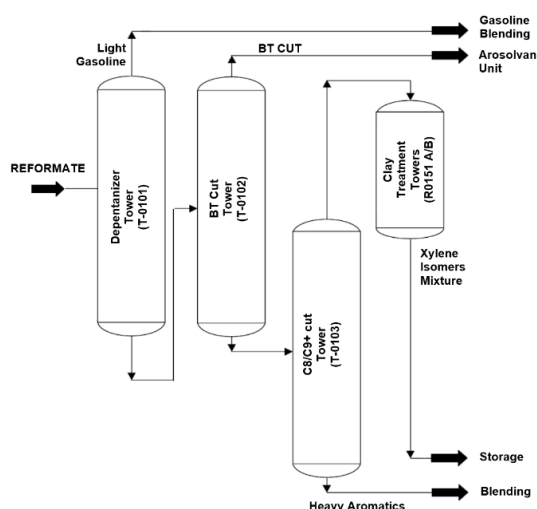 Gasoline
Blending
Light
Gasoline
BT CUT
Arosolvan
Unit
REFORMATE
Depentanizer
Tower
(T-0101)
BT Cut
Tower
(T-0102)
C8/C9+ cut
Tower
(T-0103)
Clay
Treatment
Towers
(R0151 A/B)
Xylene
Isomers
Mixture
Storage
Blending
Heavy Aromatics